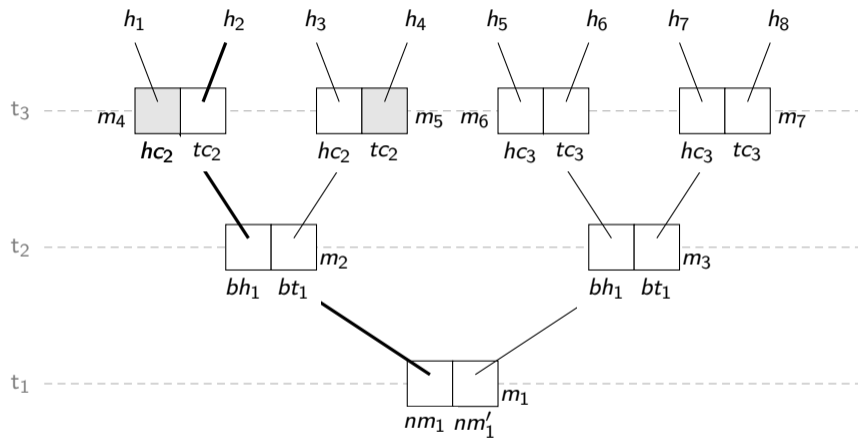 h₁ h₂ h₃ h₄ h₅ h₆ h₇ h₈
t₃ m₄ m₅ m₆ m₇
hc₂ tc₂ hc₂ tc₂ hc₃ tc₃ hc₃ tc₃
t₂ m₂ m₃
bh₁ bt₁ bh₁ bt₁
t₁ m₁
nm₁ nm′₁